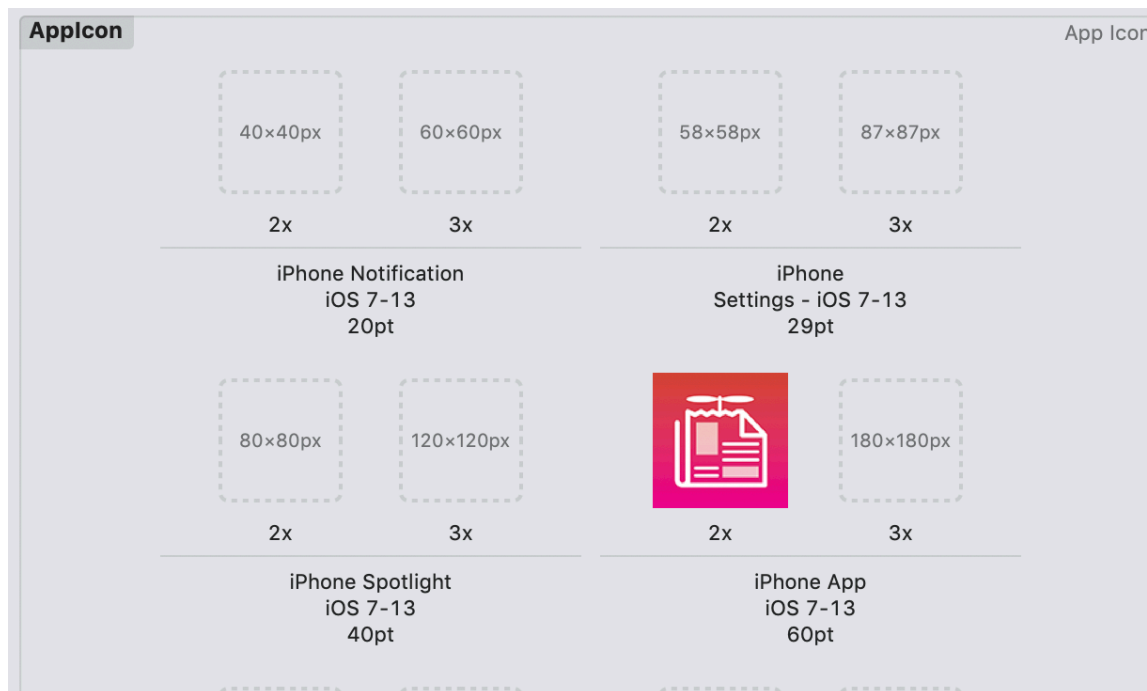 AppIcon
App Icon
40×40px 60×60px 58×58px 87×87px
2x 3x 2x 3x
iPhone Notification
iOS 7-13
20pt
iPhone
Settings - iOS 7-13
29pt
80×80px 120×120px 180×180px
2x 3x 2x 3x
iPhone Spotlight
iOS 7-13
40pt
iPhone App
iOS 7-13
60pt